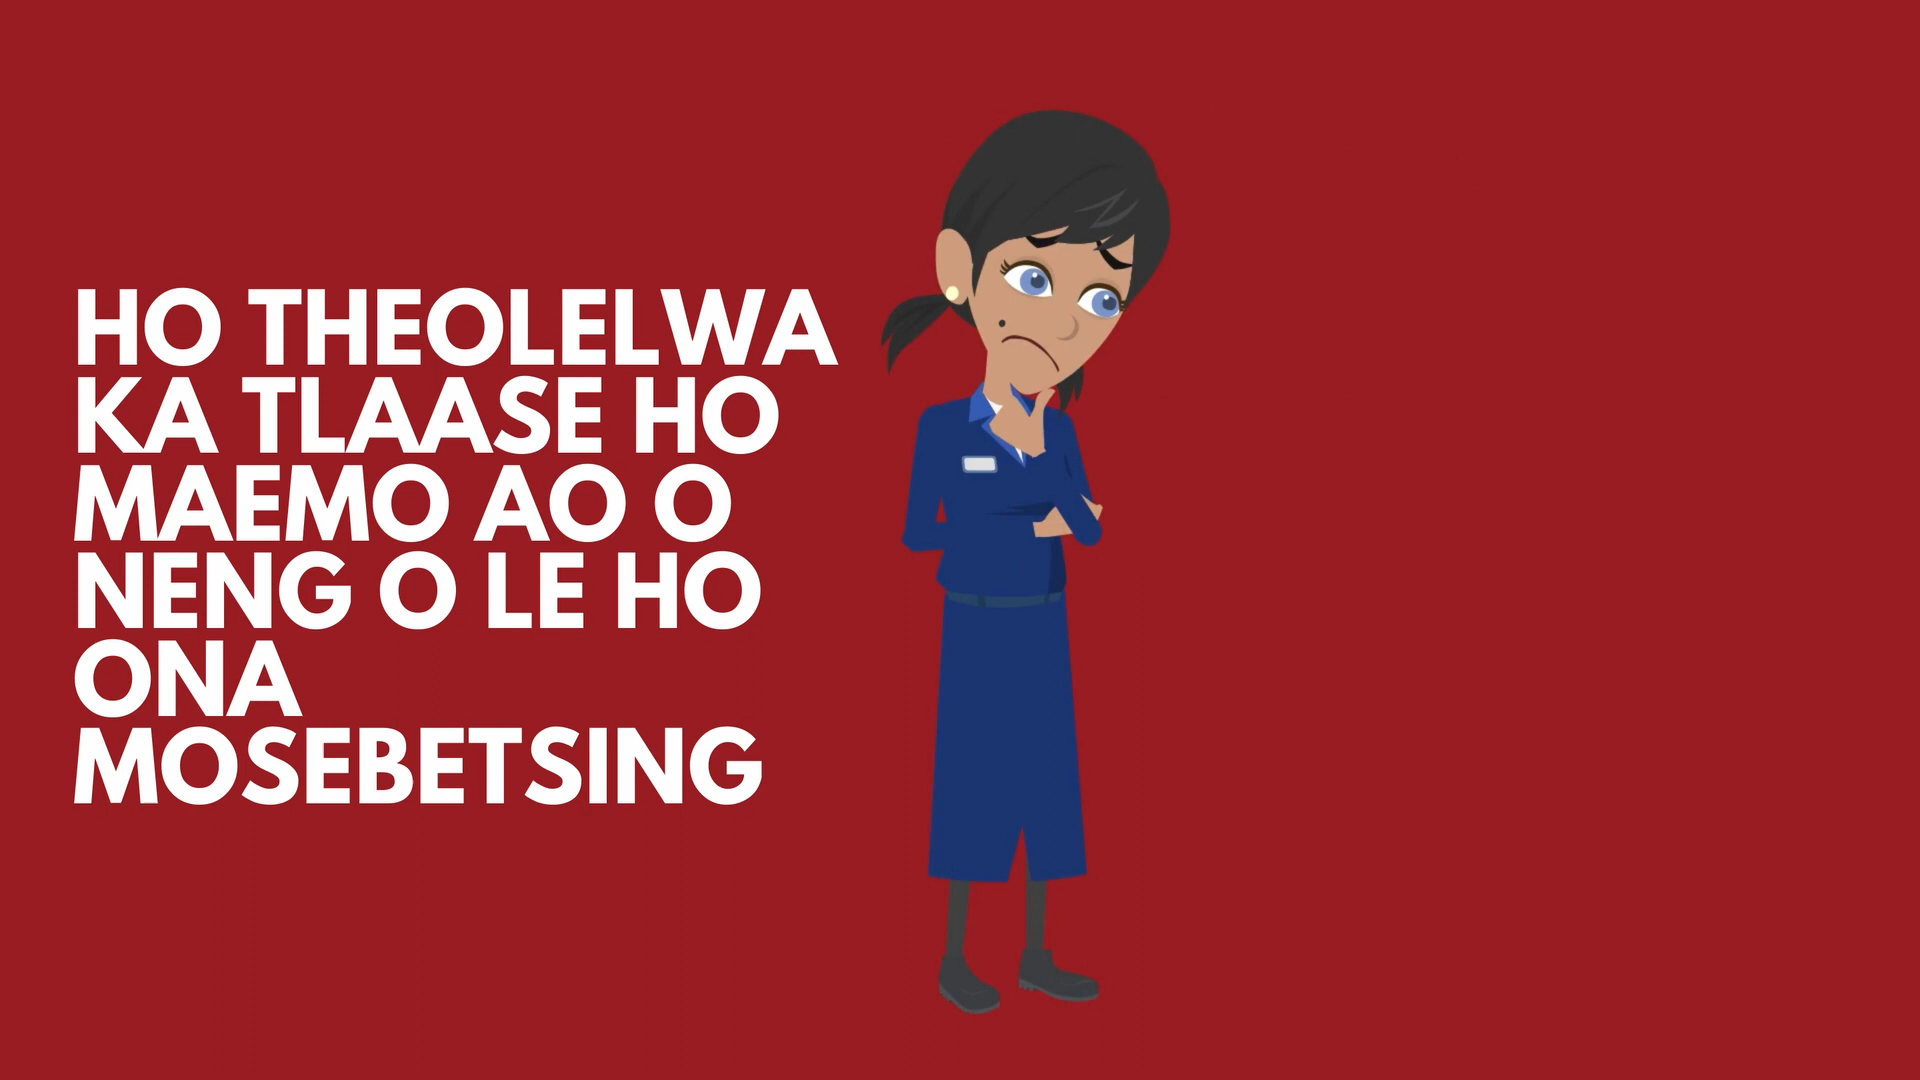 HO THEOLELWA
KA TLAASE HO
MAEMO AO O
NENG O LE HO
ONA
MOSEBETSING